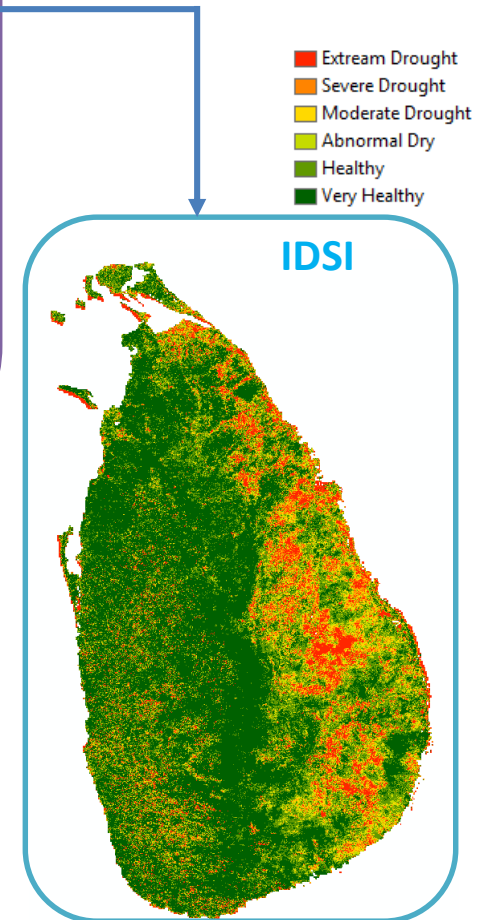 Extream Drought
Severe Drought
Moderate Drought
Abnormal Dry
Healthy
Very Healthy
IDSI